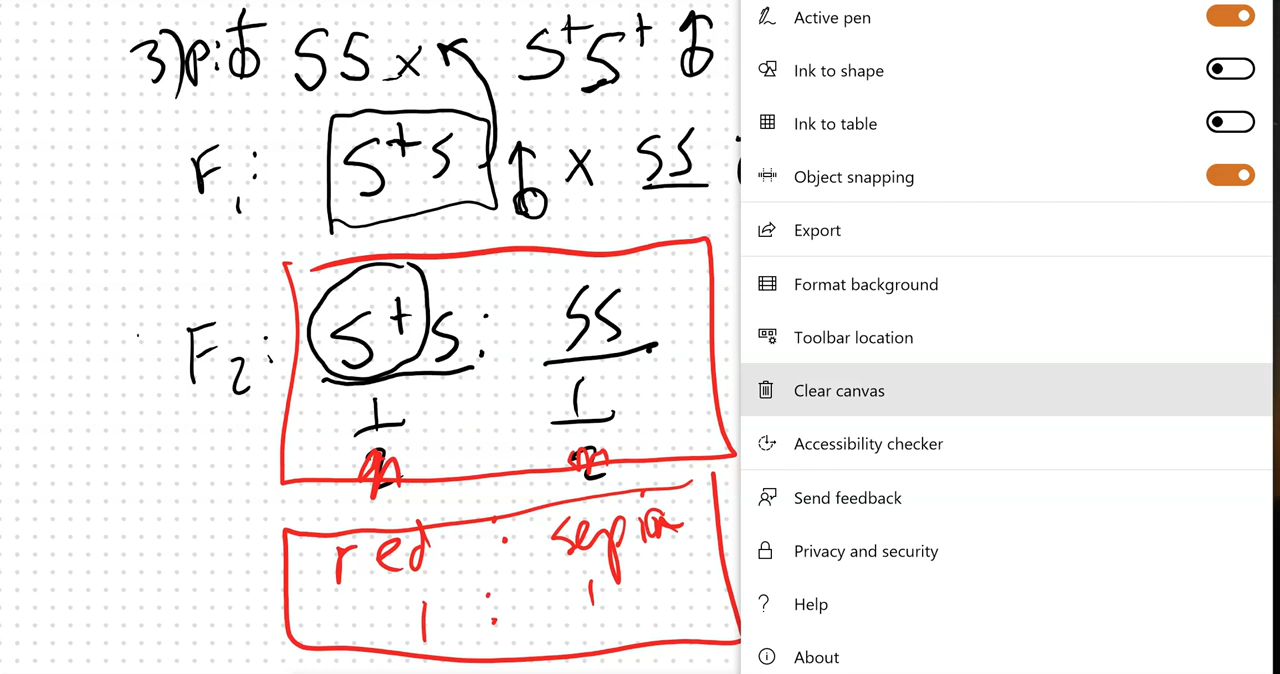 3) pit SS x S+S+
F1: S+s x ss
F2: S+s : ss
1 1
red : sepia
1 : 1
Active pen
Ink to shape
Ink to table
Object snapping
Export
Format background
Toolbar location
Clear canvas
Accessibility checker
Send feedback
Privacy and security
Help
About